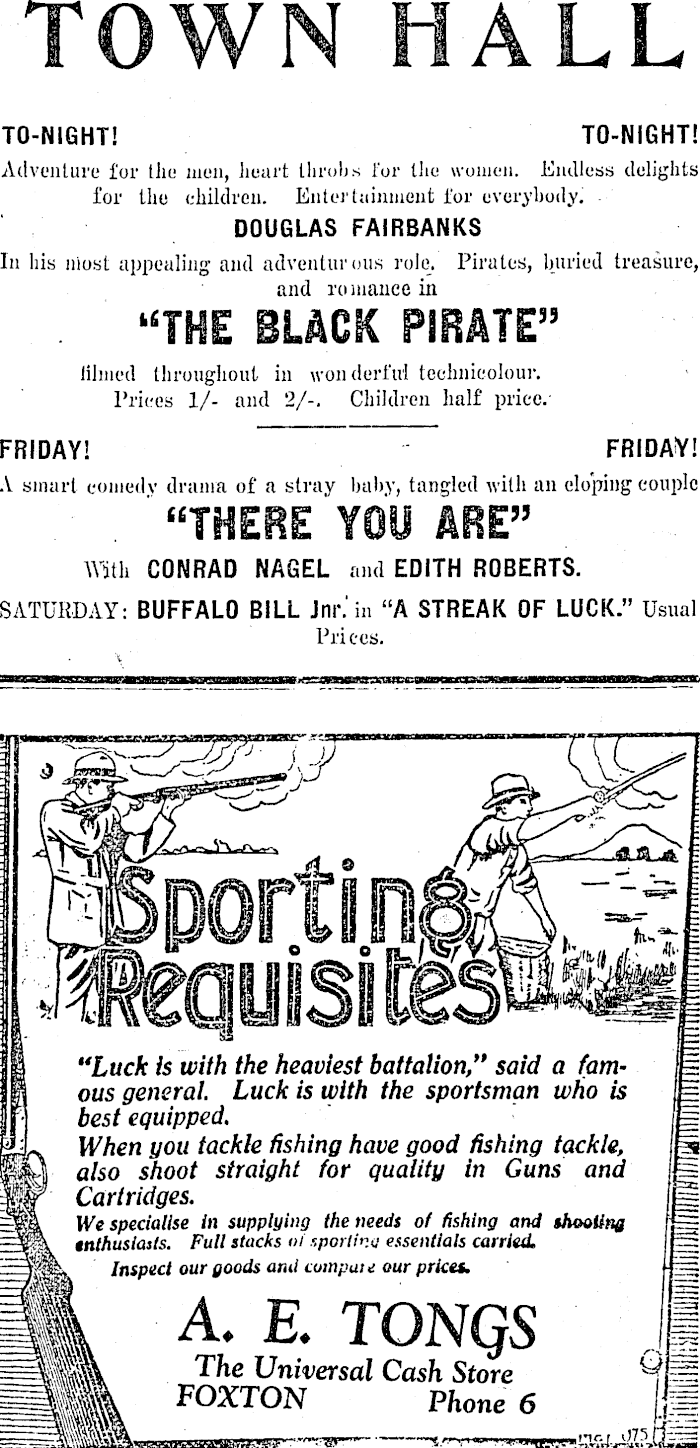 TOWN HALL
TO-NIGHT! TO-NIGHT!
Adventure for the men, heart throbs for the women. Endless delights
for the children. Entertainment for everybody.
DOUGLAS FAIRBANKS
In his most appealing and adventurous role. Pirates, buried treasure,
and romance in
“THE BLACK PIRATE”
filmed throughout in wonderful technicolour.
Prices 1/- and 2/-. Children half price.
FRIDAY! FRIDAY!
A smart comedy drama of a stray baby, tangled with an eloping couple
“THERE YOU ARE”
With CONRAD NAGEL and EDITH ROBERTS.
SATURDAY: BUFFALO BILL Jnr. in “A STREAK OF LUCK.” Usual
Prices.
Sporting
Requisites
“Luck is with the heaviest battalion,” said a fam-
ous general. Luck is with the sportsman who is
best equipped.
When you tackle fishing have good fishing tackle,
also shoot straight for quality in Guns and
Cartridges.
We specialise in supplying the needs of fishing and shooting
enthusiasts. Full stacks of sporting essentials carried.
Inspect our goods and compare our prices.
A. E. TONGS
The Universal Cash Store
FOXTON Phone 6